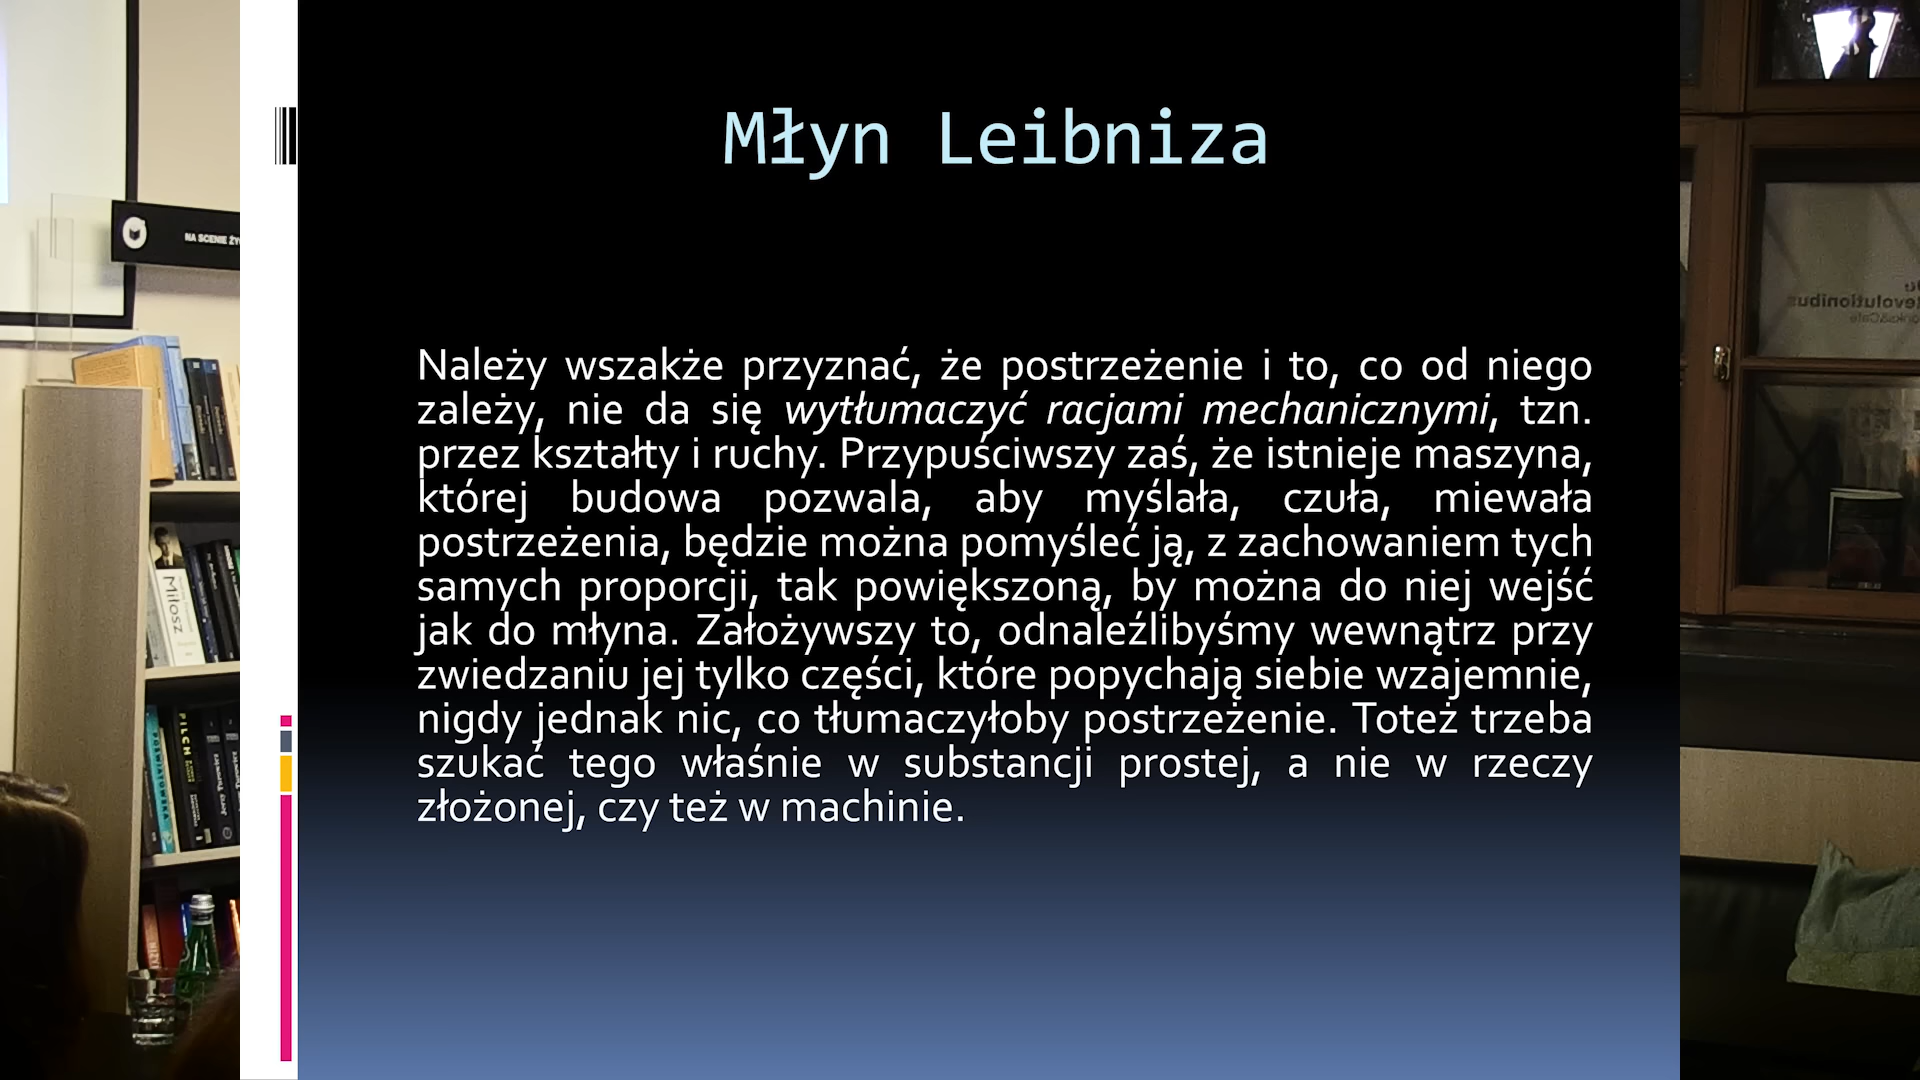 Młyn Leibniza
Należy wszakże przyznać, że postrzeżenie i to, co od niego
zależy, nie da się wytłumaczyć racjami mechanicznymi, tzn.
przez kształty i ruchy. Przypuściwszy zaś, że istnieje maszyna,
której budowa pozwala, aby myślała, czuła, miewała
postrzeżenia, będzie można pomyśleć ją, z zachowaniem tych
samych proporcji, tak powiększoną, by można do niej wejść
jak do młyna. Założywszy to, odnaleźlibyśmy wewnątrz przy
zwiedzaniu jej tylko części, które popychają siebie wzajemnie,
nigdy jednak nic, co tłumaczyłoby postrzeżenie. Toteż trzeba
szukać tego właśnie w substancji prostej, a nie w rzeczy
złożonej, czy też w machinie.
NA SCENIE
Miłosz
PILCH